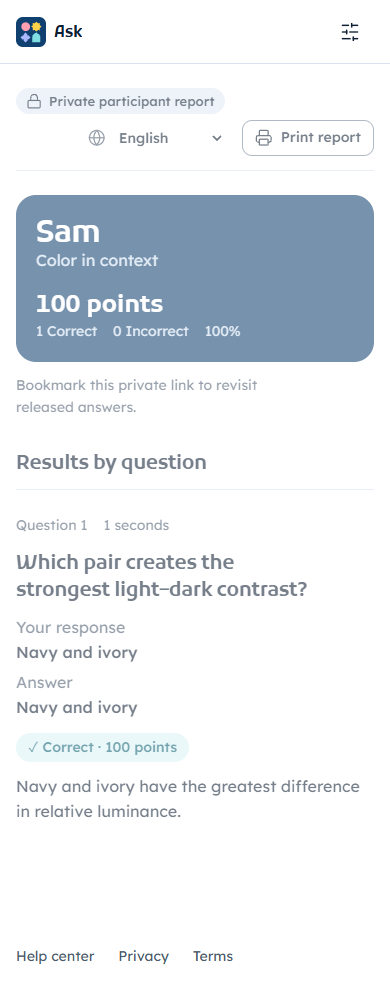 Ask
Private participant report
English
Print report
Sam
Color in context
100 points
1 Correct 0 Incorrect 100%
Bookmark this private link to revisit
released answers.
Results by question
Question 1 1 seconds
Which pair creates the
strongest light–dark contrast?
Your response
Navy and ivory
Answer
Navy and ivory
✓ Correct · 100 points
Navy and ivory have the greatest difference
in relative luminance.
Help center Privacy Terms